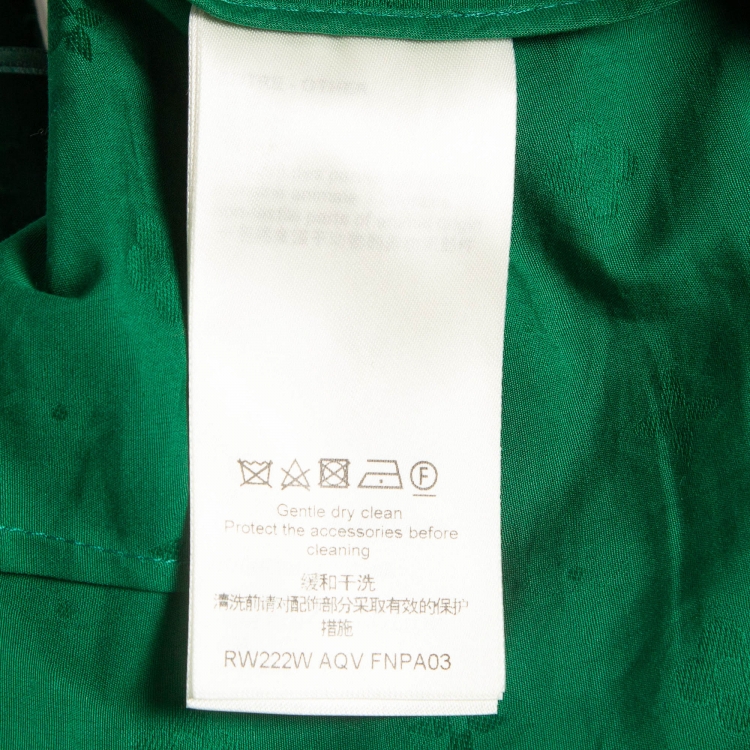 F
Gentle dry clean
Protect the accessories before
cleaning
缓和干洗
清洗前请对配饰部分采取有效的保护
措施
RW222W AQV FNPA03